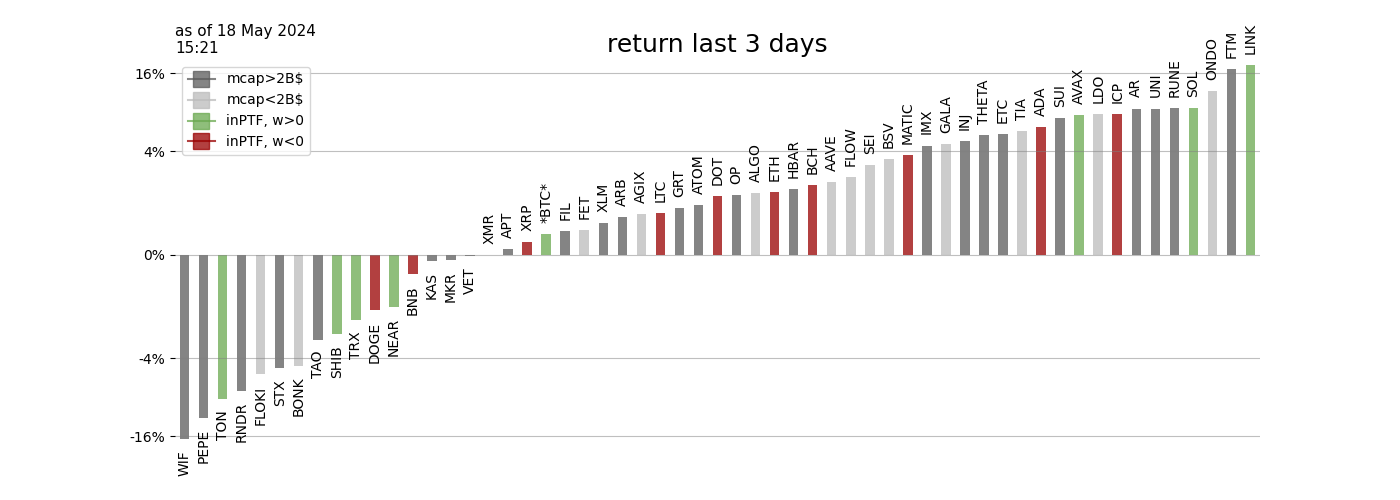 as of 18 May 2024
15:21
return last 3 days
mcap>2B$
mcap<2B$
inPTF, w>0
inPTF, w<0
16%
4%
0%
-4%
-16%
WIF
PEPE
TON
RNDR
FLOKI
STX
BONK
TAO
SHIB
TRX
DOGE
NEAR
BNB
KAS
MKR
VET
XMR
APT
XRP
*BTC*
FIL
FET
XLM
ARB
AGIX
LTC
GRT
ATOM
DOT
OP
ALGO
ETH
HBAR
BCH
AAVE
FLOW
SEI
BSV
MATIC
IMX
GALA
INJ
THETA
ETC
TIA
ADA
SUI
AVAX
LDO
ICP
AR
UNI
RUNE
SOL
ONDO
FTM
LINK